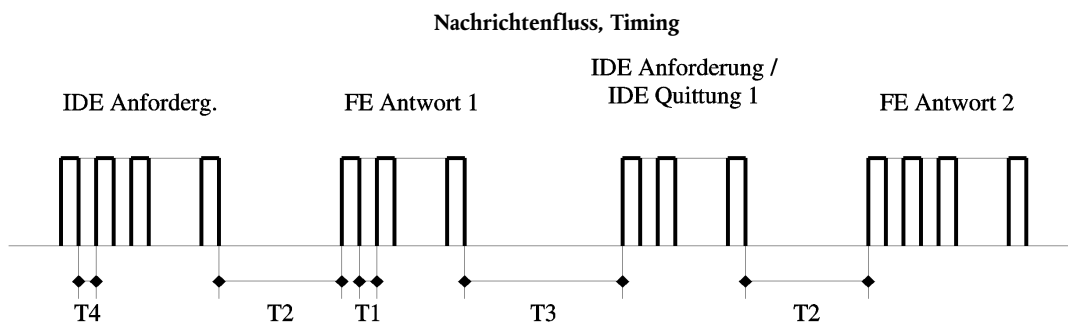 Nachrichtenfluss, Timing
IDE Anforderg.
FE Antwort 1
IDE Anforderung /
IDE Quittung 1
FE Antwort 2
T4
T2
T1
T3
T2